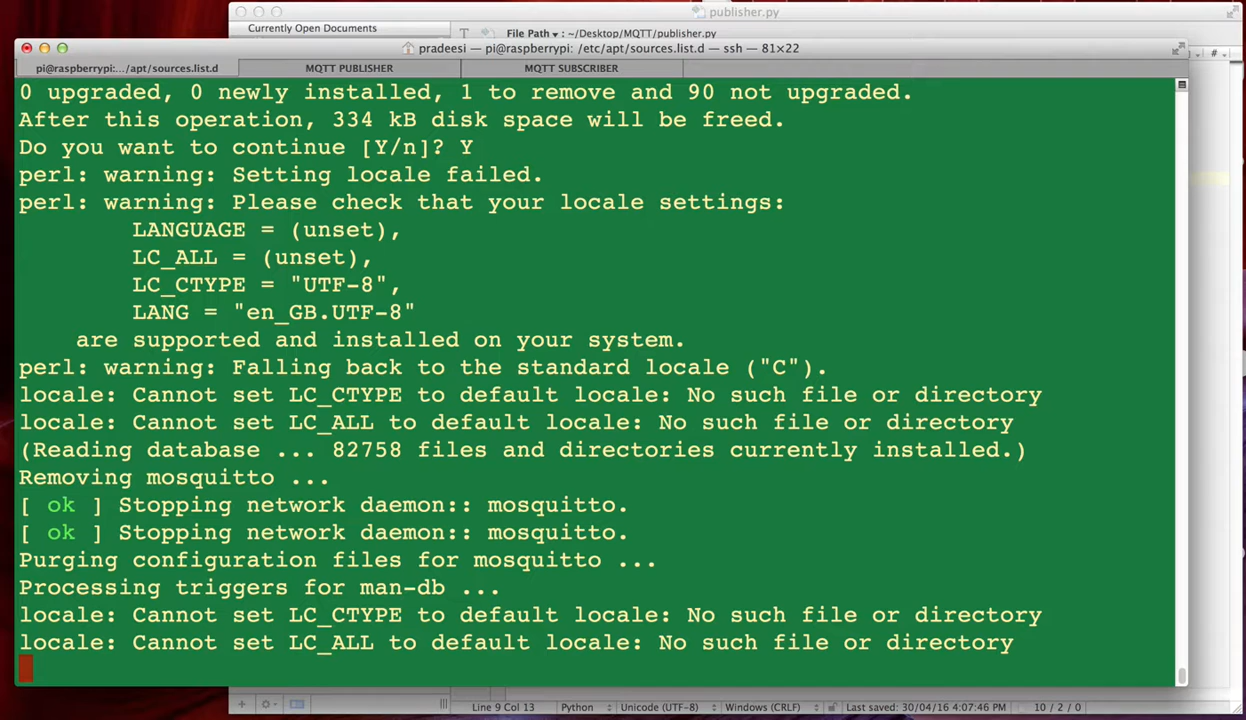 publisher.py
Currently Open Documents
File Path ▾ : ~/Desktop/MQTT/publisher.py
pradeesi — pi@raspberrypi: /etc/apt/sources.list.d — ssh — 81×22
pi@raspberrypi:.../apt/sources.list.d
MQTT PUBLISHER
MQTT SUBSCRIBER
0 upgraded, 0 newly installed, 1 to remove and 90 not upgraded.
After this operation, 334 kB disk space will be freed.
Do you want to continue [Y/n]? Y
perl: warning: Setting locale failed.
perl: warning: Please check that your locale settings:
LANGUAGE = (unset),
LC_ALL = (unset),
LC_CTYPE = "UTF-8",
LANG = "en_GB.UTF-8"
are supported and installed on your system.
perl: warning: Falling back to the standard locale ("C").
locale: Cannot set LC_CTYPE to default locale: No such file or directory
locale: Cannot set LC_ALL to default locale: No such file or directory
(Reading database ... 82758 files and directories currently installed.)
Removing mosquitto ...
[ ok ] Stopping network daemon:: mosquitto.
[ ok ] Stopping network daemon:: mosquitto.
Purging configuration files for mosquitto ...
Processing triggers for man-db ...
locale: Cannot set LC_CTYPE to default locale: No such file or directory
locale: Cannot set LC_ALL to default locale: No such file or directory
Line 9 Col 13
Python
Unicode (UTF-8)
Windows (CRLF)
Last saved: 30/04/16 4:07:46 PM
10 / 2 / 0